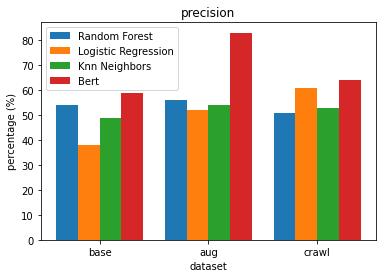 precision
Random Forest
Logistic Regression
Knn Neighbors
Bert
percentage (%)
80
70
60
50
40
30
20
10
0
base
aug
crawl
dataset